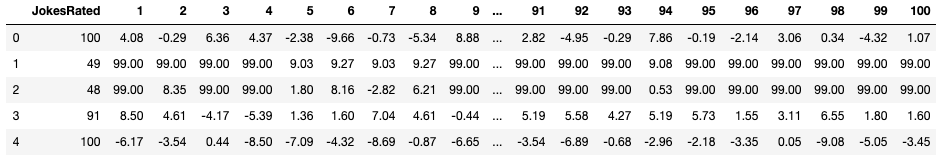 JokesRated 1 2 3 4 5 6 7 8 9 ... 91 92 93 94 95 96 97 98 99 100
0 100 4.08 -0.29 6.36 4.37 -2.38 -9.66 -0.73 -5.34 8.88 ... 2.82 -4.95 -0.29 7.86 -0.19 -2.14 3.06 0.34 -4.32 1.07
1 49 99.00 99.00 99.00 99.00 9.03 9.27 9.03 9.27 99.00 ... 99.00 99.00 99.00 9.08 99.00 99.00 99.00 99.00 99.00 99.00
2 48 99.00 8.35 99.00 99.00 1.80 8.16 -2.82 6.21 99.00 ... 99.00 99.00 99.00 0.53 99.00 99.00 99.00 99.00 99.00 99.00
3 91 8.50 4.61 -4.17 -5.39 1.36 1.60 7.04 4.61 -0.44 ... 5.19 5.58 4.27 5.19 5.73 1.55 3.11 6.55 1.80 1.60
4 100 -6.17 -3.54 0.44 -8.50 -7.09 -4.32 -8.69 -0.87 -6.65 ... -3.54 -6.89 -0.68 -2.96 -2.18 -3.35 0.05 -9.08 -5.05 -3.45